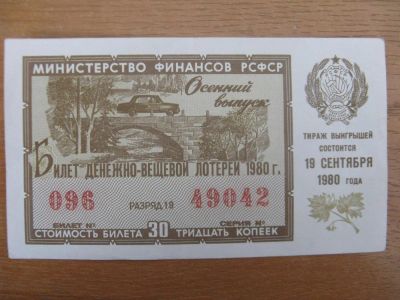 МИНИСТЕРСТВО ФИНАНСОВ РСФСР
Осенний
выпуск
БИЛЕТ ДЕНЕЖНО-ВЕЩЕВОЙ ЛОТЕРЕИ 1980 г.
096 РАЗРЯД 19 49042
БИЛЕТ № СЕРИЯ №
СТОИМОСТЬ БИЛЕТА 30 ТРИДЦАТЬ КОПЕЕК
ТИРАЖ ВЫИГРЫШЕЙ
СОСТОИТСЯ
19 СЕНТЯБРЯ
1980 ГОДА